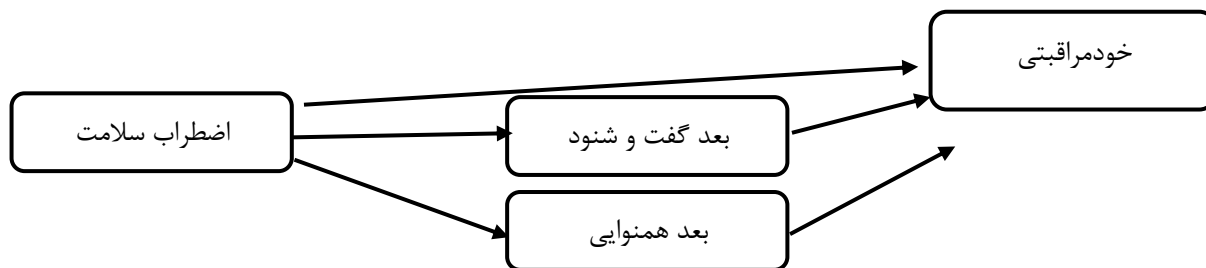 خودمراقبتی
اضطراب سلامت
بعد گفت و شنود
بعد همنوایی